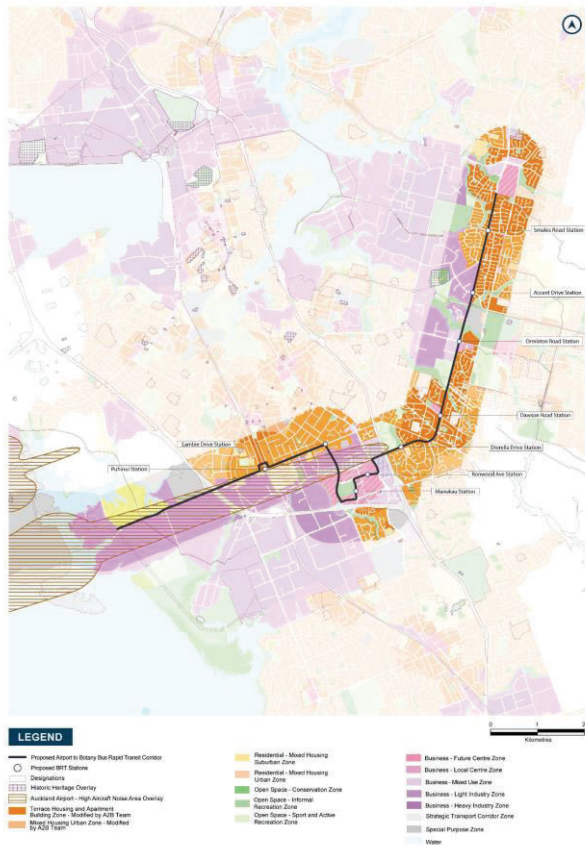 Smales Road Station
Accent Drive Station
Ormiston Road Station
Dawson Road Station
Lambie Drive Station
Diorella Drive Station
Puhinui Station
Ronwood Ave Station
Manukau Station
LEGEND
0 1 2
Kilometres
Proposed Airport to Botany Bus Rapid Transit Corridor
Proposed BRT Stations
Designations
Historic Heritage Overlay
Auckland Airport - High Aircraft Noise Area Overlay
Terrace Housing and Apartment
Building Zone - Modified by A2B Team
Mixed Housing Urban Zone - Modified
by A2B Team
Residential - Mixed Housing
Suburban Zone
Residential - Mixed Housing
Urban Zone
Open Space - Conservation Zone
Open Space - Informal
Recreation Zone
Open Space - Sport and Active
Recreation Zone
Business - Future Centre Zone
Business - Local Centre Zone
Business - Mixed Use Zone
Business - Light Industry Zone
Business - Heavy Industry Zone
Strategic Transport Corridor Zone
Special Purpose Zone
Water